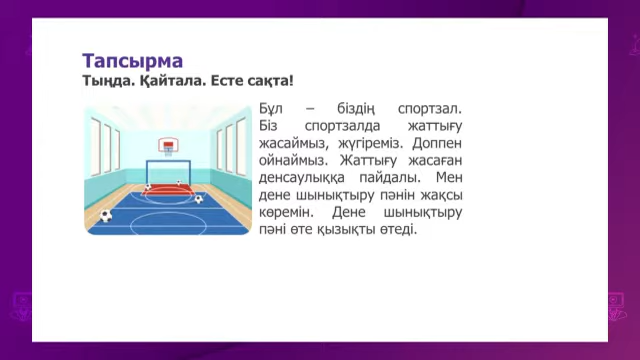 Тапсырма
Тыңда. Қайтала. Есте сақта!
Бұл – біздің спортзал.
Біз спортзалда жаттығу
жасаймыз, жүгіреміз. Доппен
ойнаймыз. Жаттығу жасаған
денсаулыққа пайдалы. Мен
дене шынықтыру пәнін жақсы
көремін. Дене шынықтыру
пәні өте қызықты өтеді.